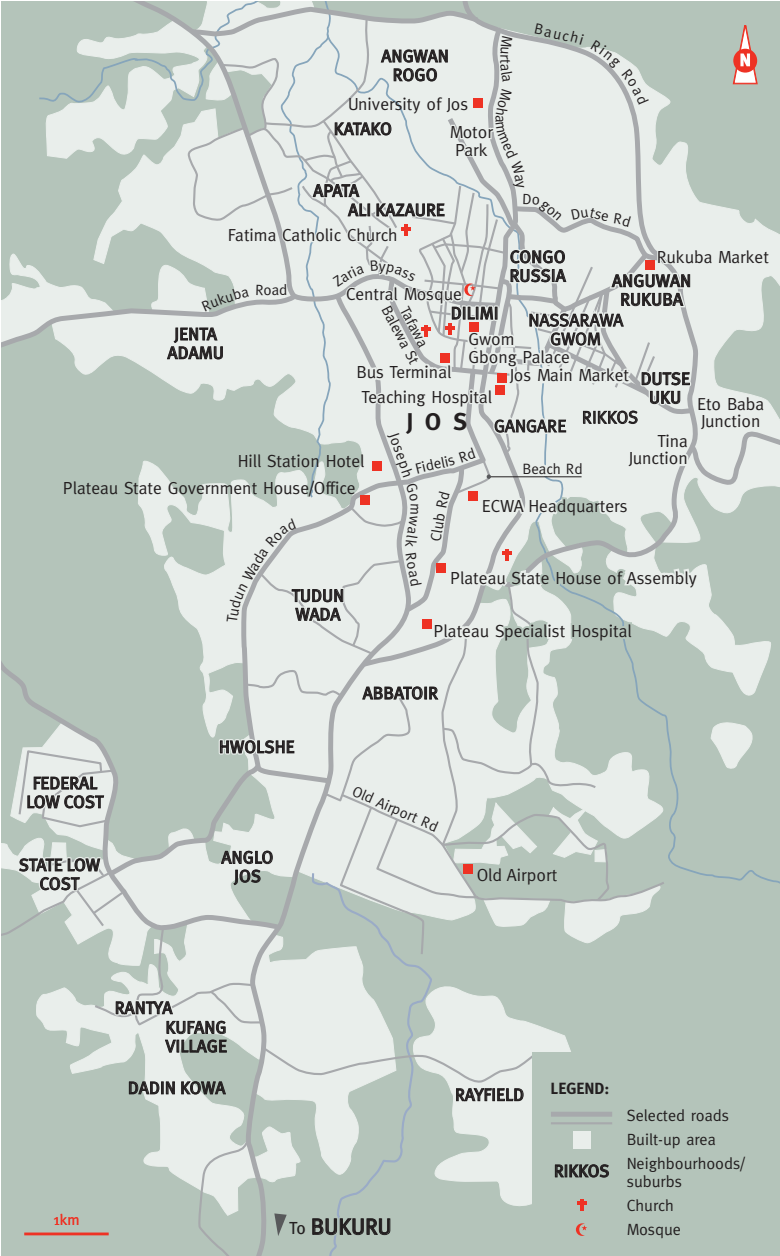 Bauchi Ring Road
N
ANGWAN
ROGO
Murtala Mohammed Way
University of Jos
KATAKO
Motor
Park
APATA
ALI KAZAURE
Dogon Dutse Rd
Fatima Catholic Church
CONGO
RUSSIA
Rukuba Market
Zaria Bypass
ANGUWAN
RUKUBA
Rukuba Road
Central Mosque
Tafawa
Balewa St
DILIMI
NASSARAWA
GWOM
JENTA
ADAMU
Gwom
Gbong Palace
Bus Terminal
Jos Main Market
DUTSE
UKU
Teaching Hospital
JOS
GANGARE
RIKKOS
Eto Baba
Junction
Tina
Junction
Joseph Gomwalk Road
Hill Station Hotel
Fidelis Rd
Beach Rd
Plateau State Government House/Office
Club Rd
ECWA Headquarters
Tudun Wada Road
Plateau State House of Assembly
TUDUN
WADA
Plateau Specialist Hospital
ABBATOIR
HWOLSHE
FEDERAL
LOW COST
Old Airport Rd
STATE LOW
COST
ANGLO
JOS
Old Airport
RANTYA
KUFANG
VILLAGE
DADIN KOWA
RAYFIELD
LEGEND:
Selected roads
Built-up area
RIKKOS Neighbourhoods/
suburbs
Church
Mosque
1km
To BUKURU